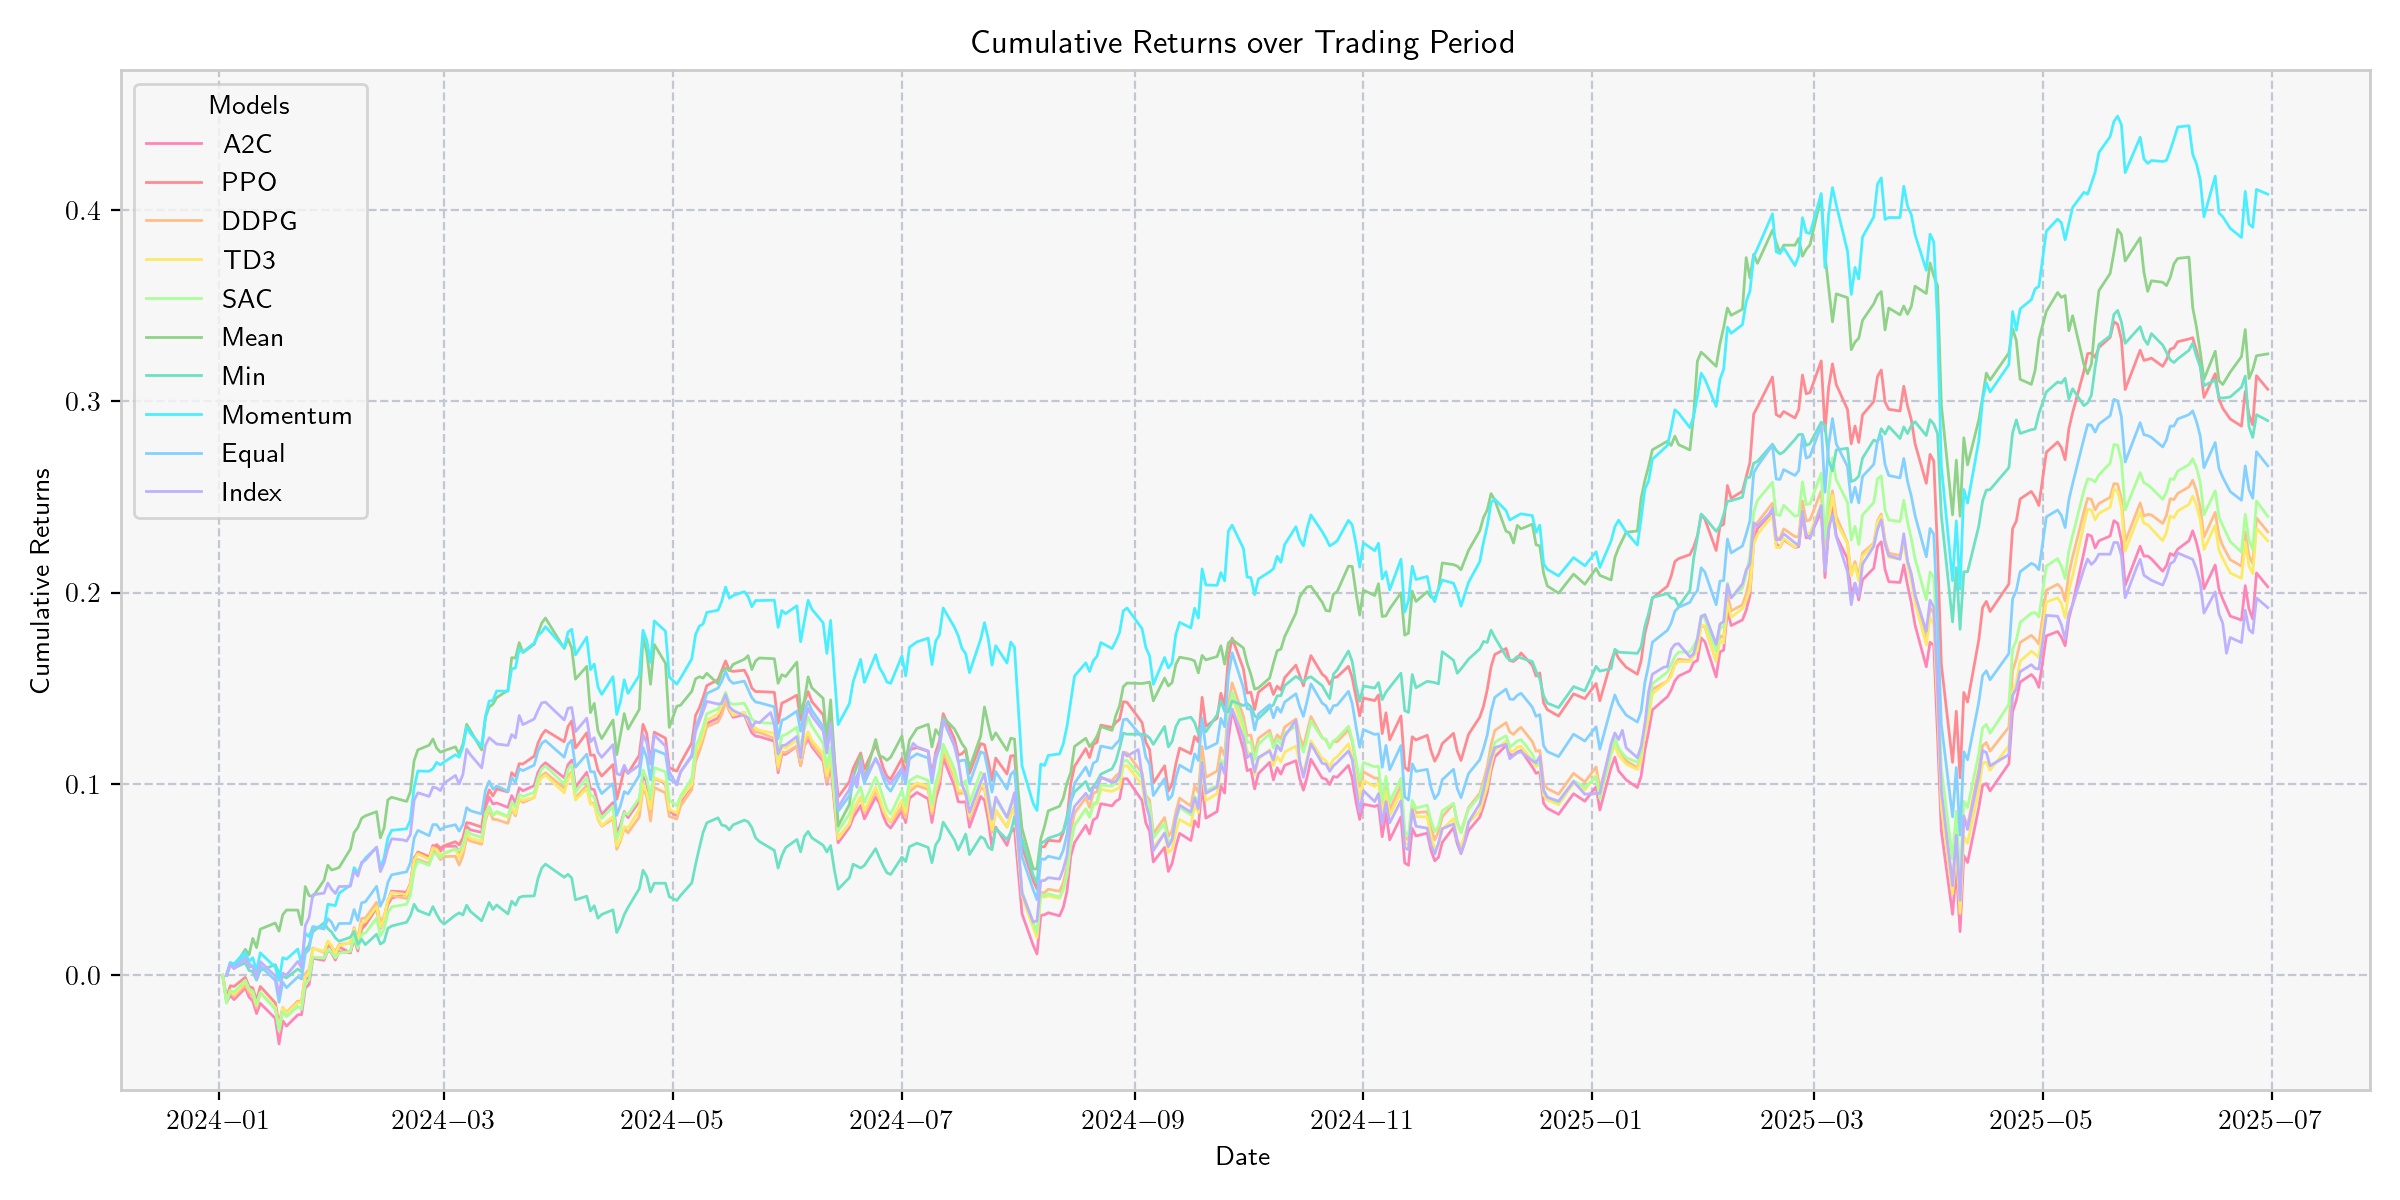 Cumulative Returns over Trading Period
Models
A2C
PPO
DDPG
TD3
SAC
Mean
Min
Momentum
Equal
Index
Cumulative Returns
0.4
0.3
0.2
0.1
0.0
2024−01 2024−03 2024−05 2024−07 2024−09 2024−11 2025−01 2025−03 2025−05 2025−07
Date